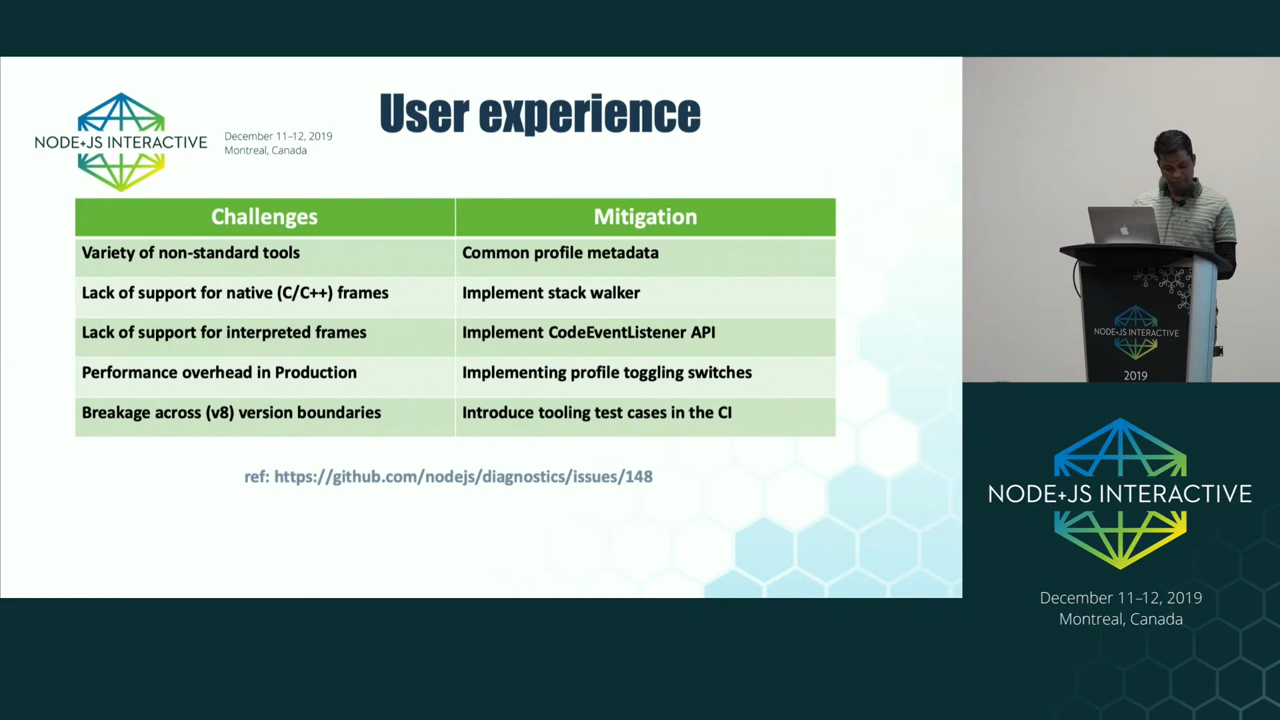 User experience
NODE+JS INTERACTIVE
December 11–12, 2019
Montreal, Canada
Challenges
Mitigation
Variety of non-standard tools
Common profile metadata
Lack of support for native (C/C++) frames
Implement stack walker
Lack of support for interpreted frames
Implement CodeEventListener API
Performance overhead in Production
Implementing profile toggling switches
Breakage across (v8) version boundaries
Introduce tooling test cases in the CI
ref: https://github.com/nodejs/diagnostics/issues/148
NODE+JS INTERACTIVE
2019
NODE+JS INTERACTIVE
December 11–12, 2019
Montreal, Canada